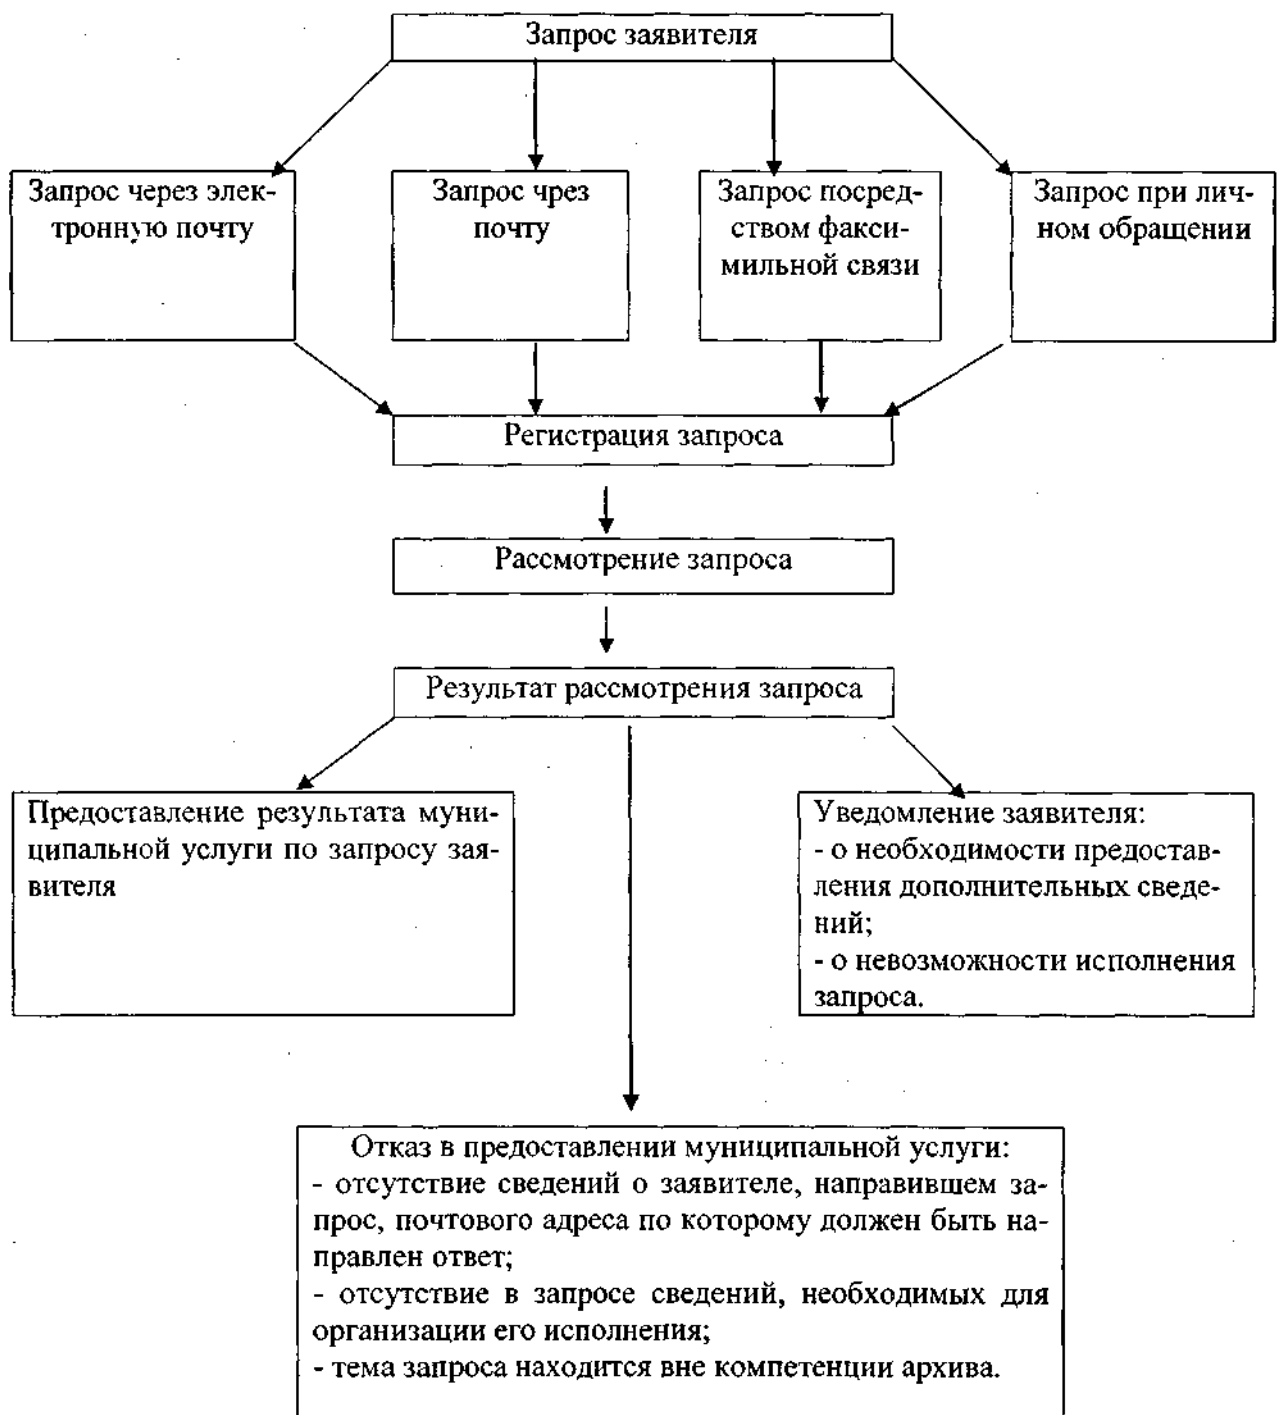 Запрос заявителя
Запрос через элек-
тронную почту
Запрос чрез
почту
Запрос посред-
ством факси-
мильной связи
Запрос при лич-
ном обращении
Регистрация запроса
Рассмотрение запроса
Результат рассмотрения запроса
Предоставление результата муни-
ципальной услуги по запросу зая-
вителя
Уведомление заявителя:
- о необходимости предостав-
ления дополнительных сведе-
ний;
- о невозможности исполнения
запроса.
Отказ в предоставлении муниципальной услуги:
- отсутствие сведений о заявителе, направившем за-
прос, почтового адреса по которому должен быть на-
правлен ответ;
- отсутствие в запросе сведений, необходимых для
организации его исполнения;
- тема запроса находится вне компетенции архива.